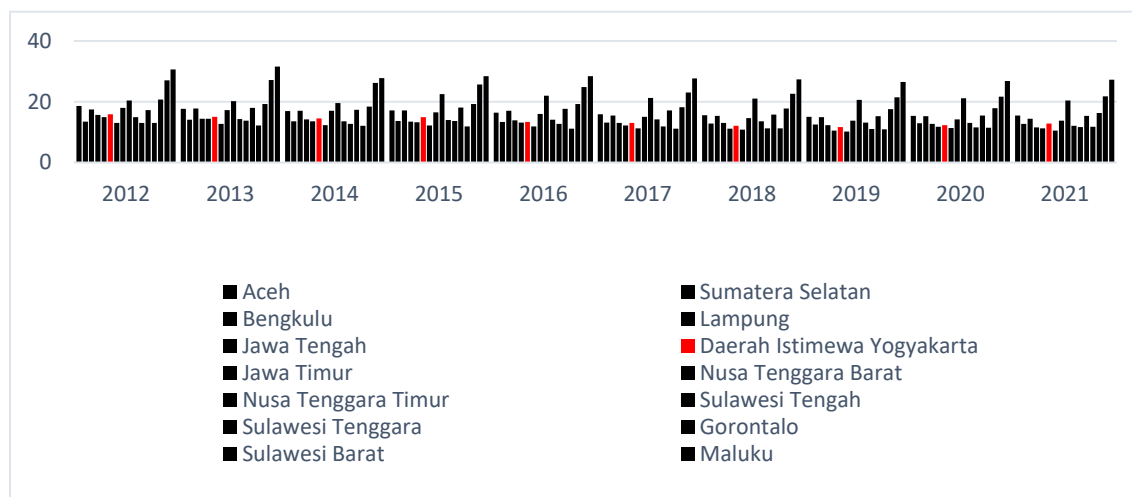 40
20
0
2012 2013 2014 2015 2016 2017 2018 2019 2020 2021
Aceh Sumatera Selatan
Bengkulu Lampung
Jawa Tengah Daerah Istimewa Yogyakarta
Jawa Timur Nusa Tenggara Barat
Nusa Tenggara Timur Sulawesi Tengah
Sulawesi Tenggara Gorontalo
Sulawesi Barat Maluku